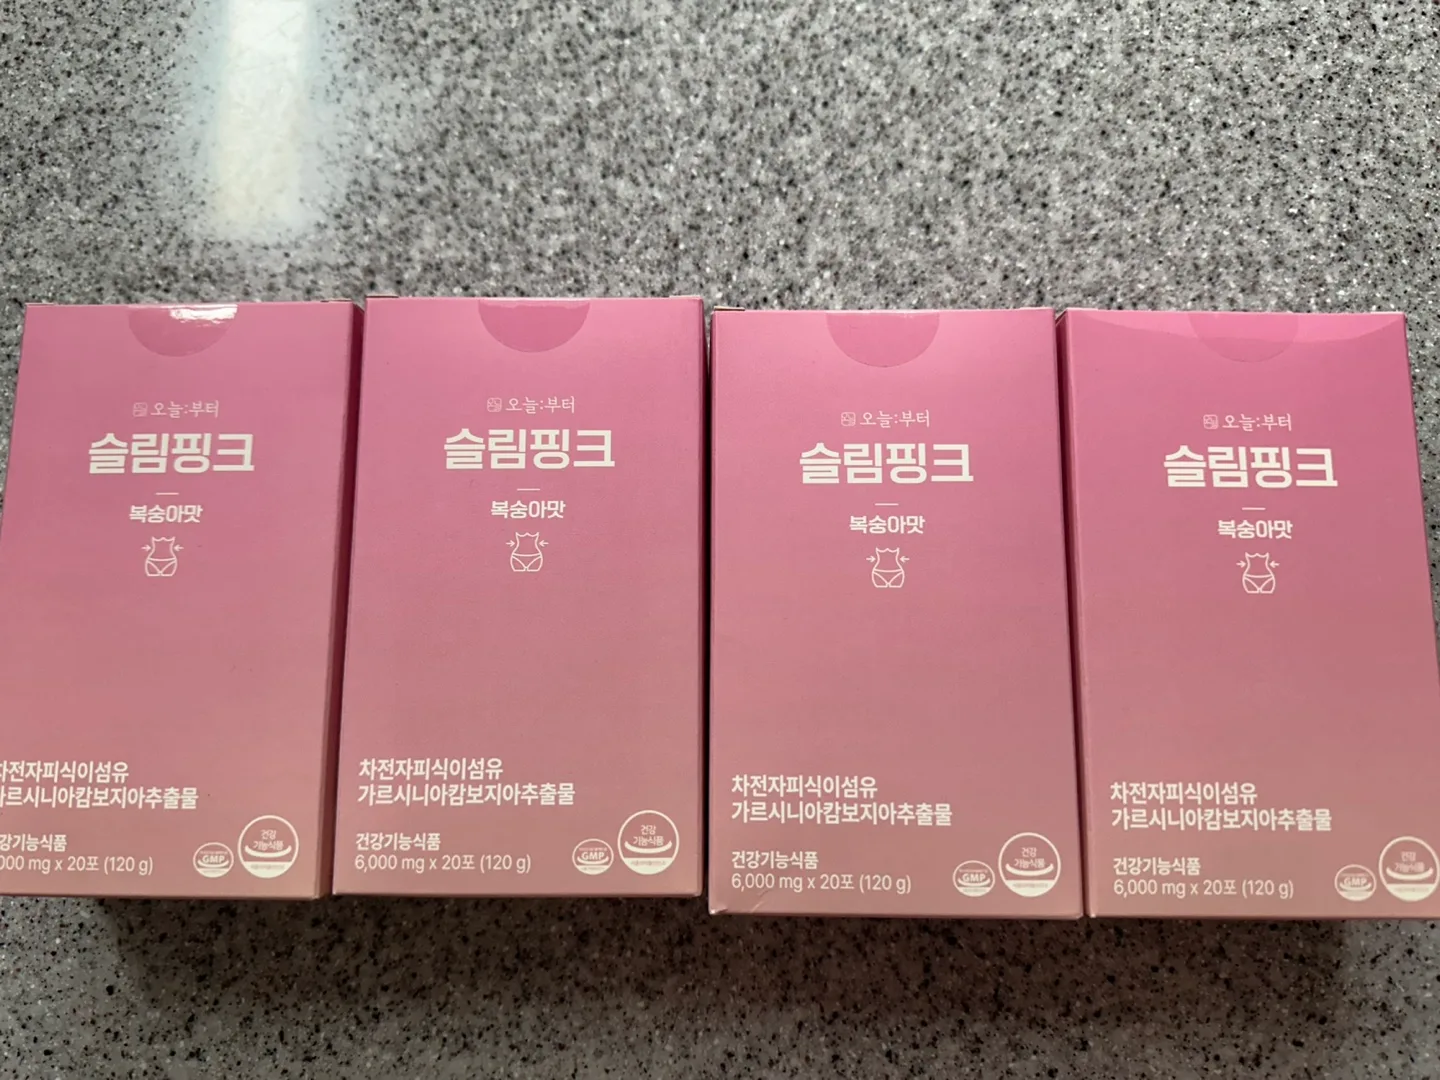 오늘:부터
슬림핑크
복숭아맛
차전자피식이섬유
가르시니아캄보지아추출물
건강기능식품
000 mg x 20포 (120 g)
GMP
건강
기능식품
오늘:부터
슬림핑크
복숭아맛
차전자피식이섬유
가르시니아캄보지아추출물
건강기능식품
6,000 mg x 20포 (120 g)
GMP
건강
기능식품
오늘:부터
슬림핑크
복숭아맛
차전자피식이섬유
가르시니아캄보지아추출물
건강기능식품
6,000 mg x 20포 (120 g)
GMP
건강
기능식품
오늘:부터
슬림핑크
복숭아맛
차전자피식이섬유
가르시니아캄보지아추출물
건강기능식품
6,000 mg x 20포 (120 g)
GMP
건강
기능식품